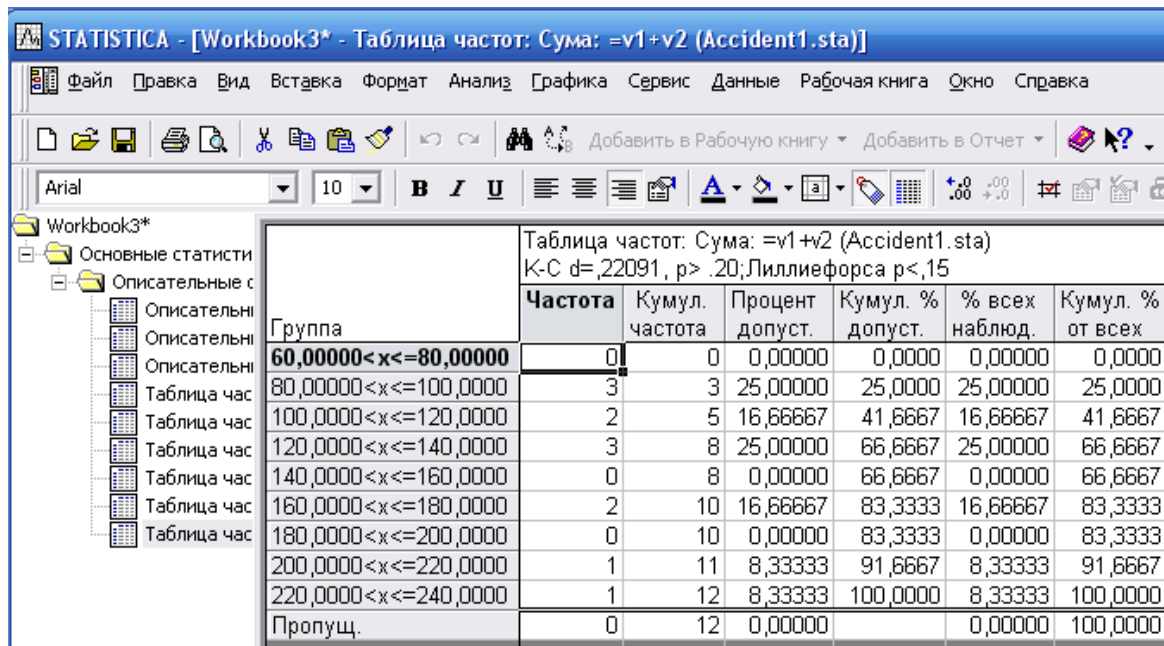 STATISTICA - [Workbook3* - Таблица частот: Сума: =v1+v2 (Accident1.sta)]
Файл Правка Вид Вставка Формат Анализ Графика Сервис Данные Рабочая книга Окно Справка
Добавить в Рабочую книгу Добавить в Отчет
Arial 10 B I U A
Workbook3*
Основные статисти
Описательные с
Описательны
Описательны
Описательны
Таблица час
Таблица час
Таблица час
Таблица час
Таблица час
Таблица час
Таблица частот: Сума: =v1+v2 (Accident1.sta)
К-С d=,22091, p> .20;Лиллиефорса p<,15
Группа Частота Кумул. частота Процент допуст. Кумул. % допуст. % всех наблюд. Кумул. % от всех
60,00000<x<=80,00000 0 0 0,00000 0,0000 0,00000 0,0000
80,00000<x<=100,0000 3 3 25,00000 25,0000 25,00000 25,0000
100,0000<x<=120,0000 2 5 16,66667 41,6667 16,66667 41,6667
120,0000<x<=140,0000 3 8 25,00000 66,6667 25,00000 66,6667
140,0000<x<=160,0000 0 8 0,00000 66,6667 0,00000 66,6667
160,0000<x<=180,0000 2 10 16,66667 83,3333 16,66667 83,3333
180,0000<x<=200,0000 0 10 0,00000 83,3333 0,00000 83,3333
200,0000<x<=220,0000 1 11 8,33333 91,6667 8,33333 91,6667
220,0000<x<=240,0000 1 12 8,33333 100,0000 8,33333 100,0000
Пропущ. 0 12 0,00000 0,00000 100,0000